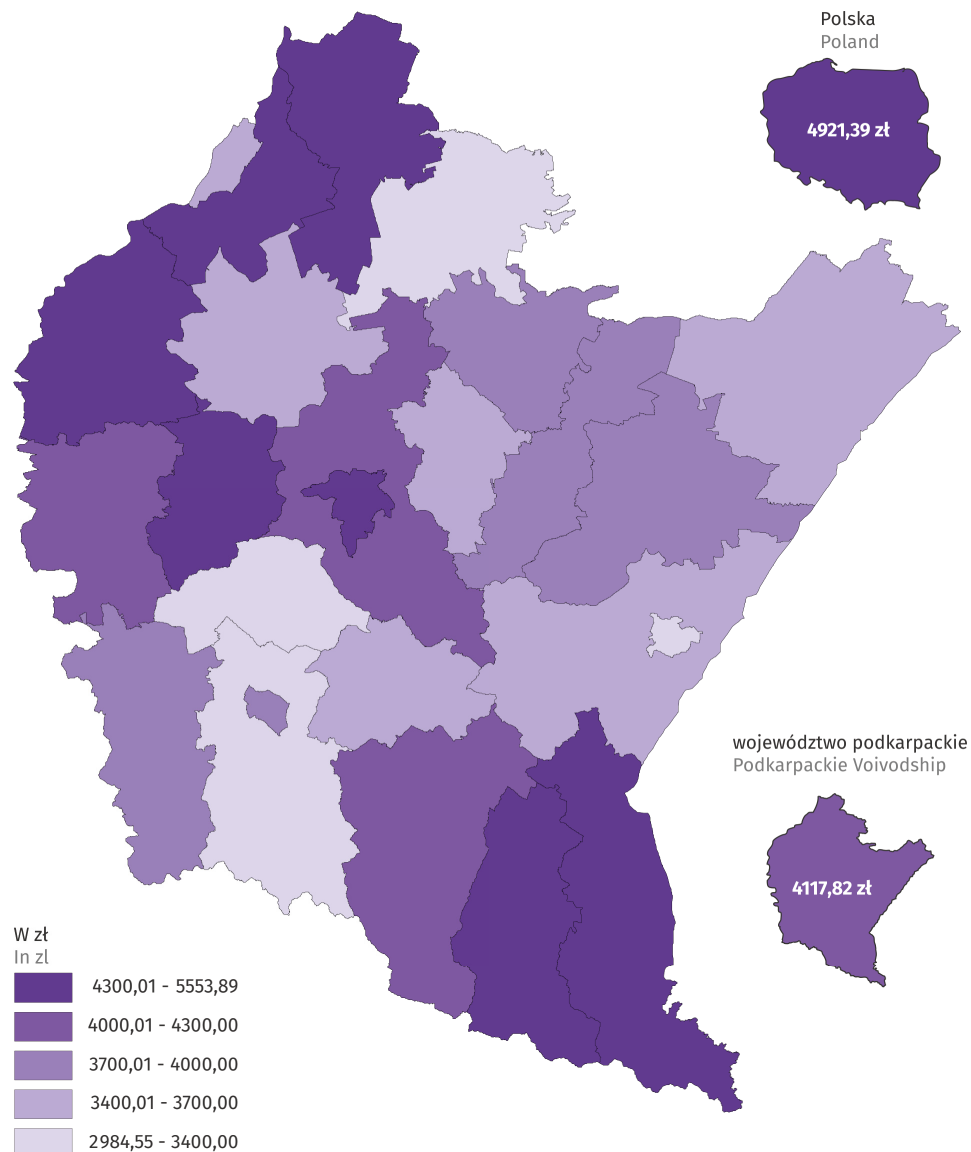 Polska
Poland
4921,39 zł
województwo podkarpackie
Podkarpackie Voivodship
4117,82 zł
W zł
In zl
4300,01 - 5553,89
4000,01 - 4300,00
3700,01 - 4000,00
3400,01 - 3700,00
2984,55 - 3400,00